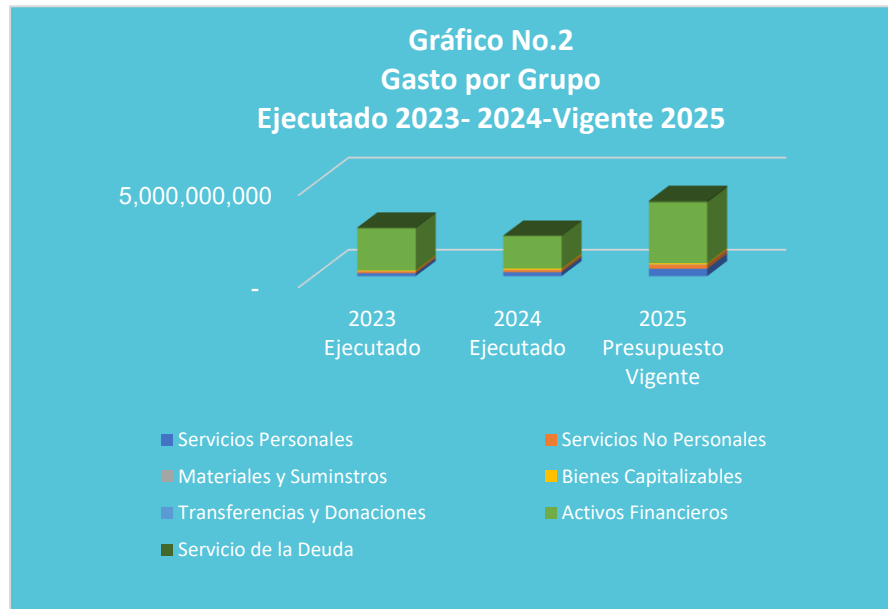 Gráfico No.2
Gasto por Grupo
Ejecutado 2023- 2024-Vigente 2025
5,000,000,000
-
2023
Ejecutado
2024
Ejecutado
2025
Presupuesto
Vigente
Servicios Personales
Servicios No Personales
Materiales y Suminstros
Bienes Capitalizables
Transferencias y Donaciones
Activos Financieros
Servicio de la Deuda